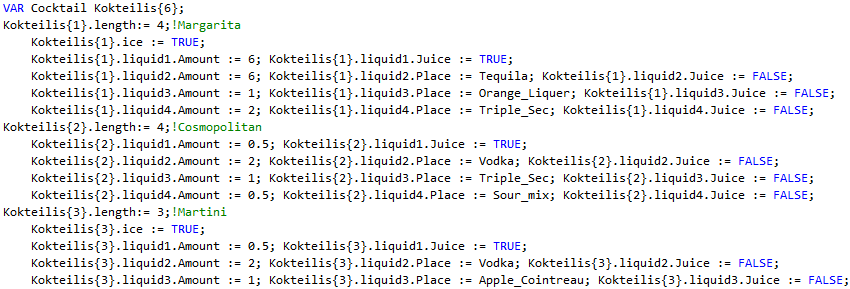 VAR Cocktail Kokteilis{6};
Kokteilis{1}.length:= 4;!Margarita
Kokteilis{1}.ice := TRUE;
Kokteilis{1}.liquid1.Amount := 6; Kokteilis{1}.liquid1.Juice := TRUE;
Kokteilis{1}.liquid2.Amount := 6; Kokteilis{1}.liquid2.Place := Tequila; Kokteilis{1}.liquid2.Juice := FALSE;
Kokteilis{1}.liquid3.Amount := 1; Kokteilis{1}.liquid3.Place := Orange_Liquer; Kokteilis{1}.liquid3.Juice := FALSE;
Kokteilis{1}.liquid4.Amount := 2; Kokteilis{1}.liquid4.Place := Triple_Sec; Kokteilis{1}.liquid4.Juice := FALSE;
Kokteilis{2}.length:= 4;!Cosmopolitan
Kokteilis{2}.liquid1.Amount := 0.5; Kokteilis{2}.liquid1.Juice := TRUE;
Kokteilis{2}.liquid2.Amount := 2; Kokteilis{2}.liquid2.Place := Vodka; Kokteilis{2}.liquid2.Juice := FALSE;
Kokteilis{2}.liquid3.Amount := 1; Kokteilis{2}.liquid3.Place := Triple_Sec; Kokteilis{2}.liquid3.Juice := FALSE;
Kokteilis{2}.liquid4.Amount := 0.5; Kokteilis{2}.liquid4.Place := Sour_mix; Kokteilis{2}.liquid4.Juice := FALSE;
Kokteilis{3}.length:= 3;!Martini
Kokteilis{3}.ice := TRUE;
Kokteilis{3}.liquid1.Amount := 0.5; Kokteilis{3}.liquid1.Juice := TRUE;
Kokteilis{3}.liquid2.Amount := 2; Kokteilis{3}.liquid2.Place := Vodka; Kokteilis{3}.liquid2.Juice := FALSE;
Kokteilis{3}.liquid3.Amount := 1; Kokteilis{3}.liquid3.Place := Apple_Cointreau; Kokteilis{3}.liquid3.Juice := FALSE;